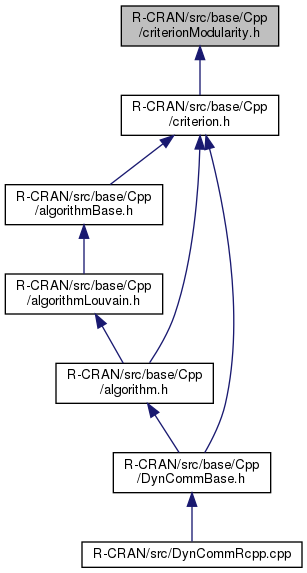 R-CRAN/src/base/Cpp
/criterionModularity.h
R-CRAN/src/base/Cpp
/criterion.h
R-CRAN/src/base/Cpp
/algorithmBase.h
R-CRAN/src/base/Cpp
/algorithmLouvain.h
R-CRAN/src/base/Cpp
/algorithm.h
R-CRAN/src/base/Cpp
/DynCommBase.h
R-CRAN/src/DynCommRcpp.cpp